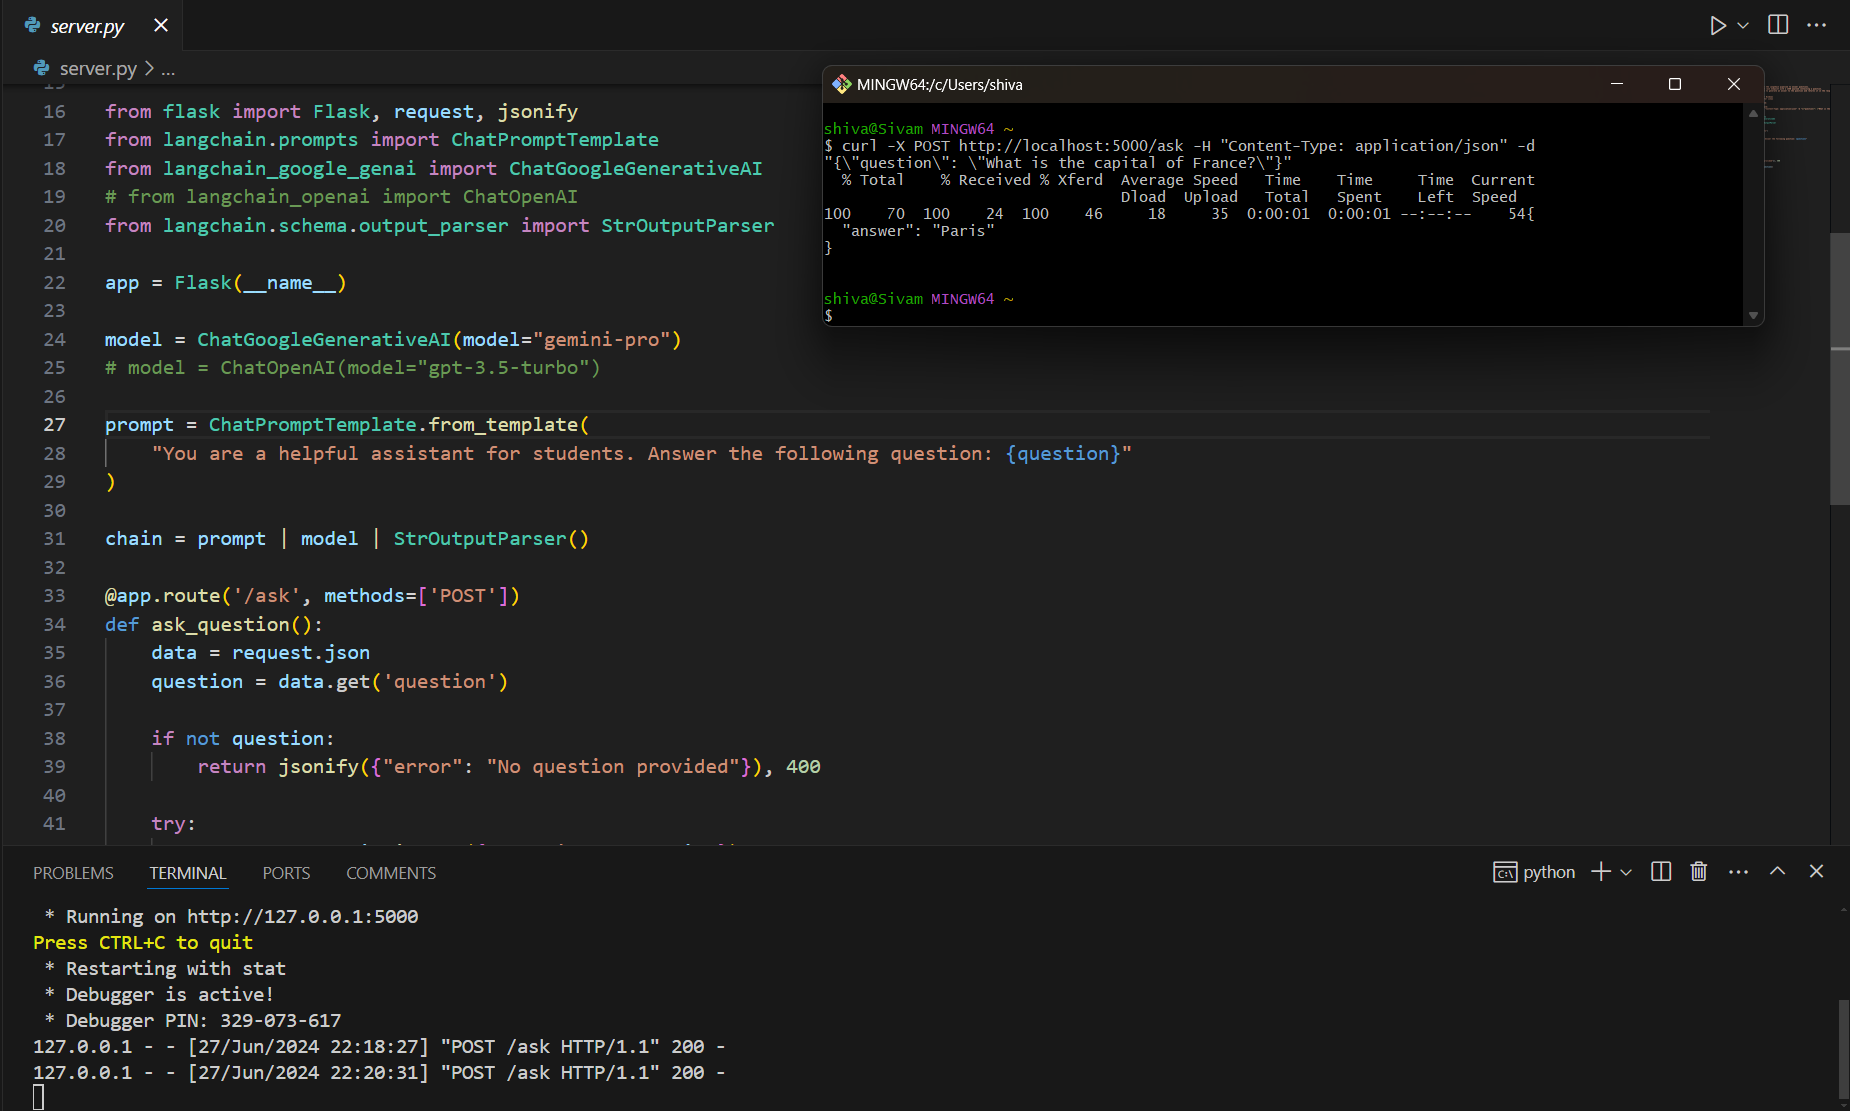 server.py
server.py > ...
15
16 from flask import Flask, request, jsonify
17 from langchain.prompts import ChatPromptTemplate
18 from langchain_google_genai import ChatGoogleGenerativeAI
19 # from langchain_openai import ChatOpenAI
20 from langchain.schema.output_parser import StrOutputParser
21
22 app = Flask(__name__)
23
24 model = ChatGoogleGenerativeAI(model="gemini-pro")
25 # model = ChatOpenAI(model="gpt-3.5-turbo")
26
27 prompt = ChatPromptTemplate.from_template(
28     "You are a helpful assistant for students. Answer the following question: {question}"
29 )
30
31 chain = prompt | model | StrOutputParser()
32
33 @app.route('/ask', methods=['POST'])
34 def ask_question():
35     data = request.json
36     question = data.get('question')
37
38     if not question:
39         return jsonify({"error": "No question provided"}), 400
40
41     try:
MINGW64:/c/Users/shiva
shiva@Sivam MINGW64 ~
$ curl -X POST http://localhost:5000/ask -H "Content-Type: application/json" -d
"{\"question\": \"What is the capital of France?\"}"
  % Total    % Received % Xferd  Average Speed   Time    Time     Time  Current
                                 Dload  Upload   Total   Spent    Left  Speed
100    70  100    24  100    46     18     35  0:00:01  0:00:01 --:--:--    54{
  "answer": "Paris"
}
shiva@Sivam MINGW64 ~
$
PROBLEMS TERMINAL PORTS COMMENTS python
 * Running on http://127.0.0.1:5000
Press CTRL+C to quit
 * Restarting with stat
 * Debugger is active!
 * Debugger PIN: 329-073-617
127.0.0.1 - - [27/Jun/2024 22:18:27] "POST /ask HTTP/1.1" 200 -
127.0.0.1 - - [27/Jun/2024 22:20:31] "POST /ask HTTP/1.1" 200 -